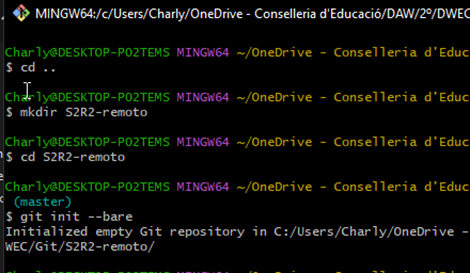 MINGW64:/c/Users/Charly/OneDrive - Conselleria d'Educació/DAW/2º/DWEC
Charly@DESKTOP-PO2TEMS MINGW64 ~/OneDrive - Conselleria d'Educ
$ cd ..
Charly@DESKTOP-PO2TEMS MINGW64 ~/OneDrive - Conselleria d'Educ
$ mkdir S2R2-remoto
Charly@DESKTOP-PO2TEMS MINGW64 ~/OneDrive - Conselleria d'Educ
$ cd S2R2-remoto
Charly@DESKTOP-PO2TEMS MINGW64 ~/OneDrive - Conselleria d'Educ
(master)
$ git init --bare
Initialized empty Git repository in C:/Users/Charly/OneDrive -
WEC/Git/S2R2-remoto/